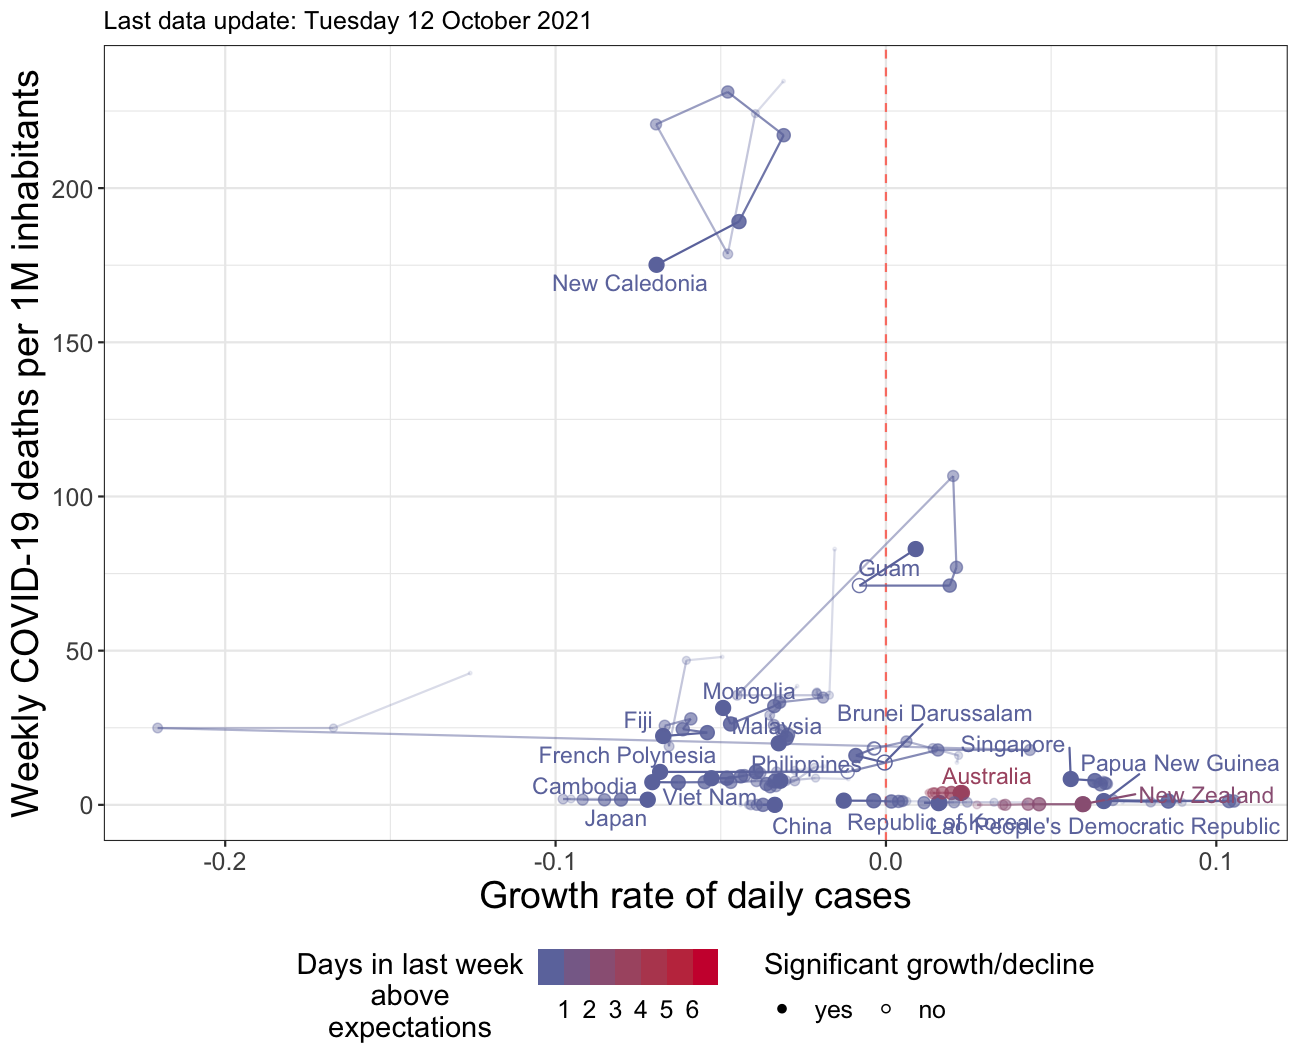 Last data update: Tuesday 12 October 2021
Weekly COVID-19 deaths per 1M inhabitants
200
150
100
50
0
New Caledonia
Guam
Mongolia
Fiji
Malaysia
Brunei Darussalam
French Polynesia
Singapore
Philippines
Papua New Guinea
Cambodia
Australia
Viet Nam
New Zealand
Japan
China
Republic of Korea
Lao People's Democratic Republic
-0.2
-0.1
0.0
0.1
Growth rate of daily cases
Days in last week
above
expectations
1 2 3 4 5 6
Significant growth/decline
yes
no